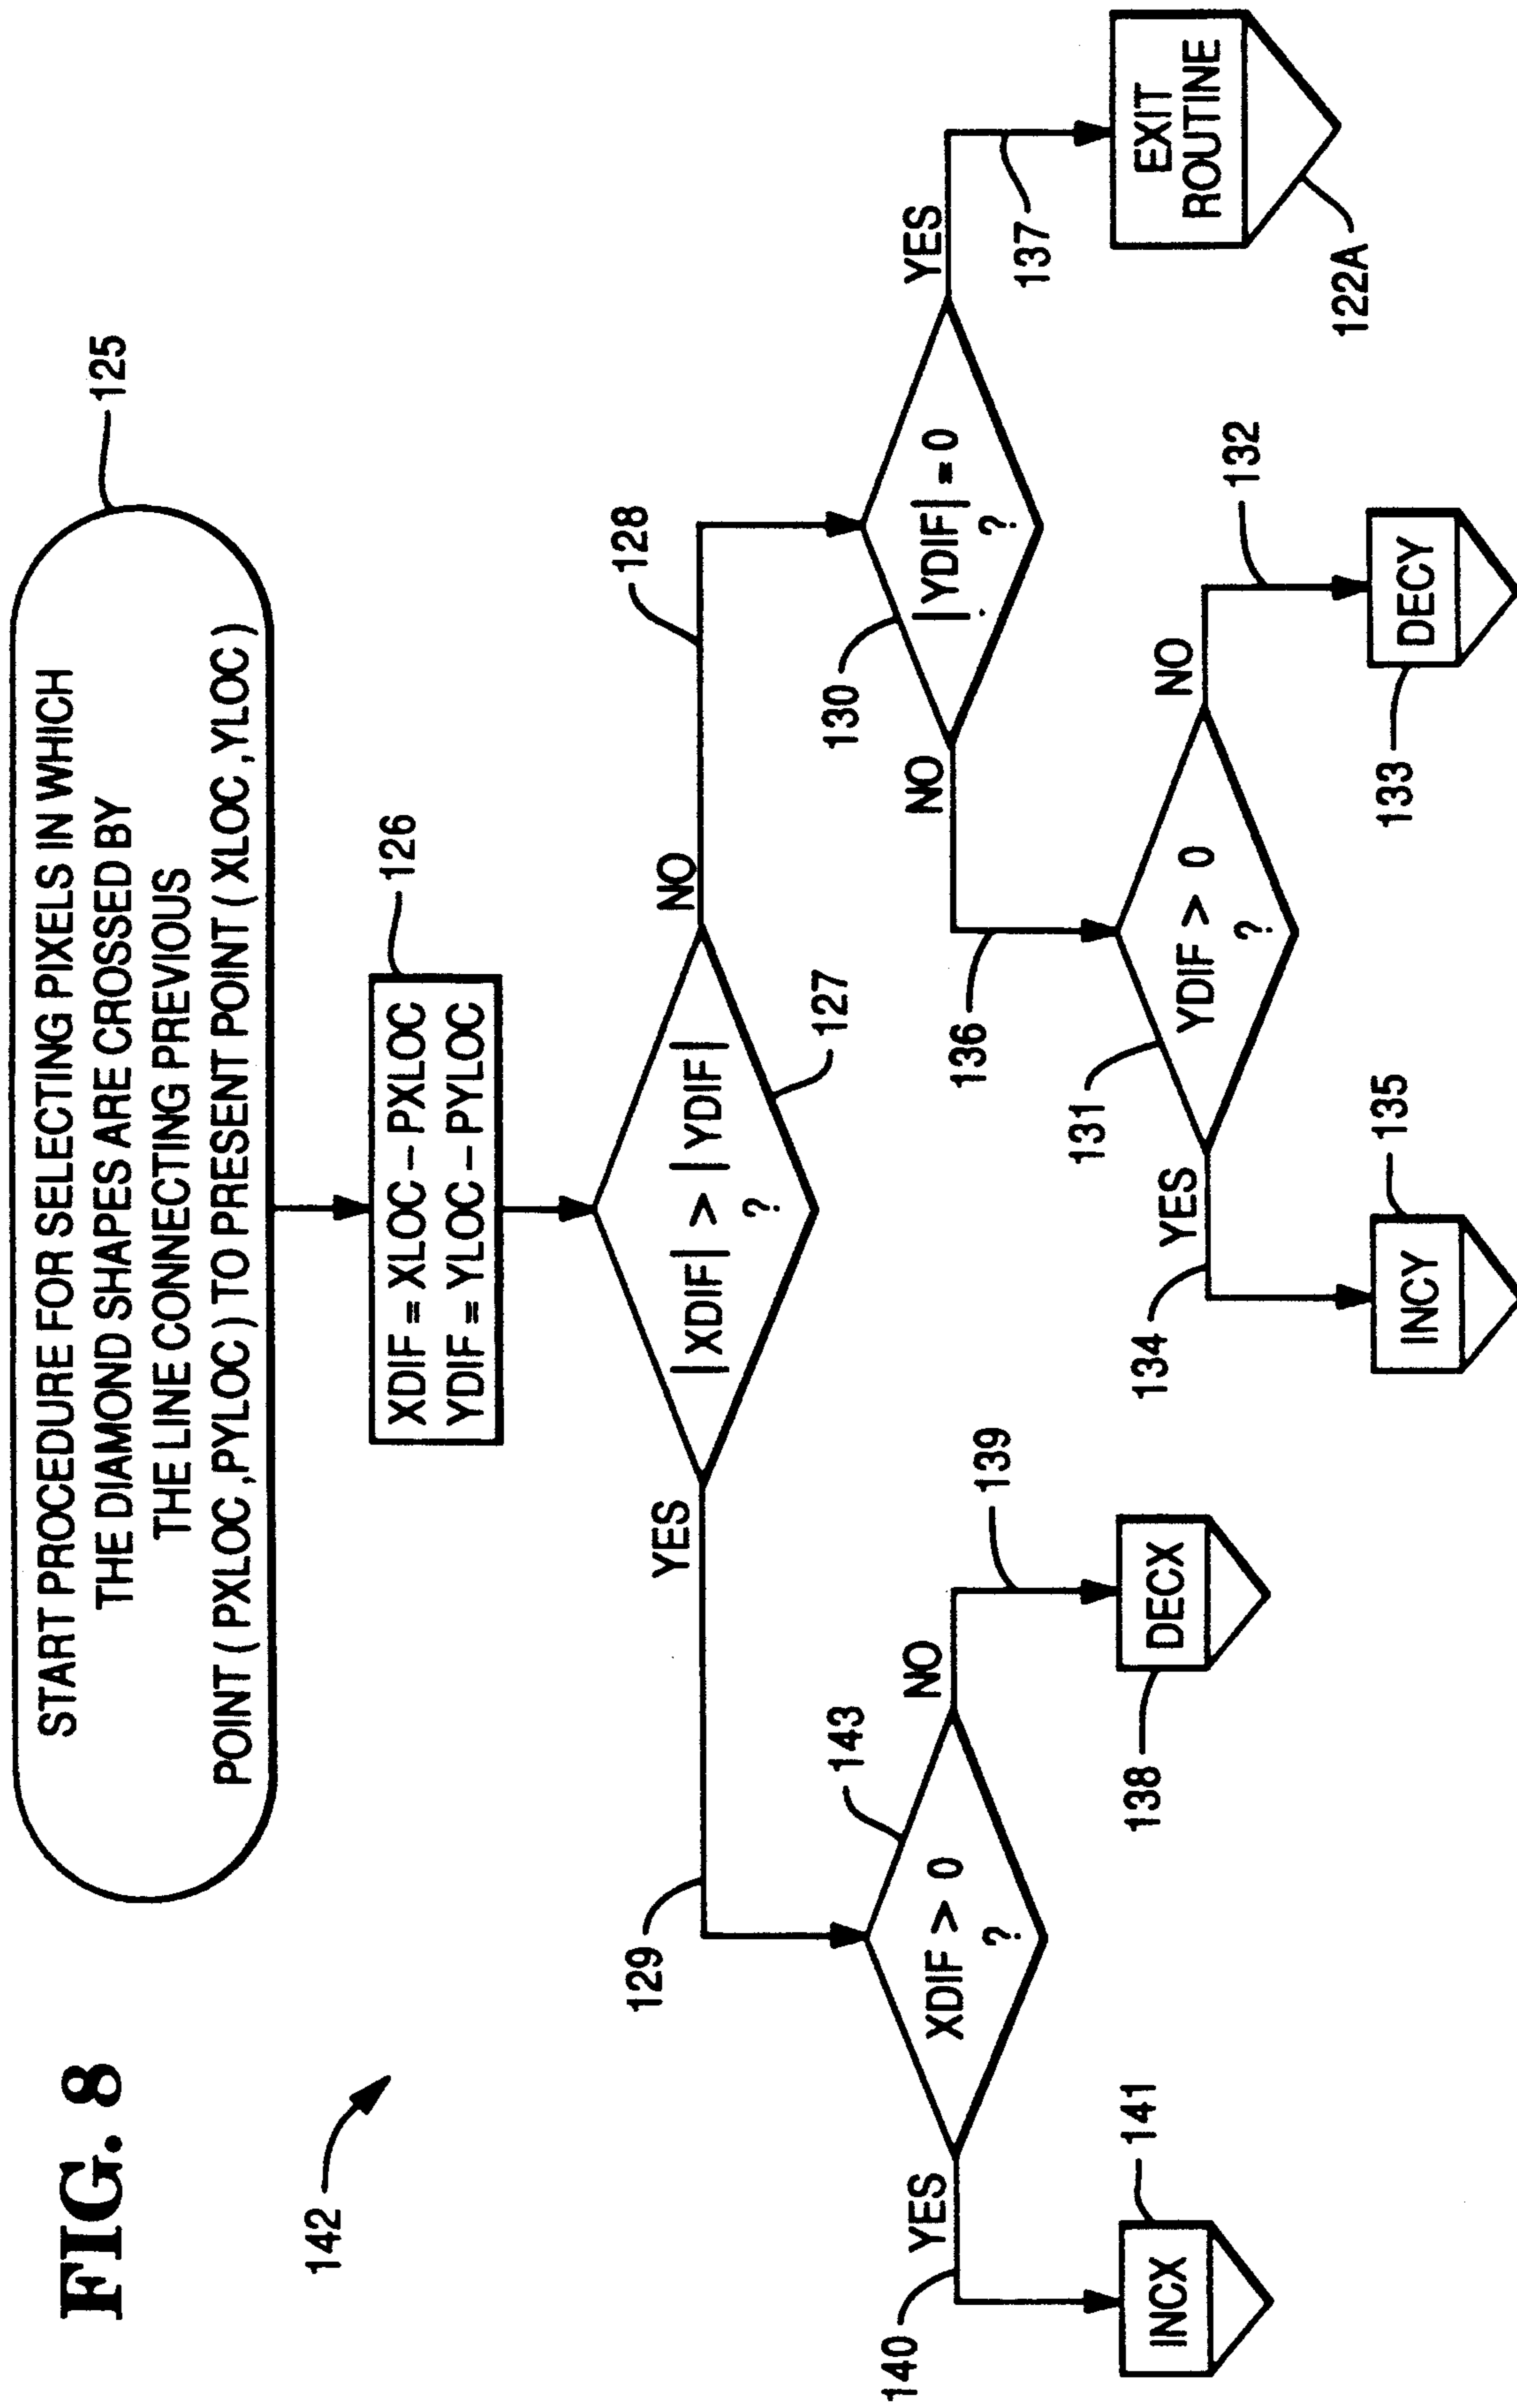 FIG. 8
142
START PROCEDURE FOR SELECTING PIXELS IN WHICH
THE DIAMOND SHAPES ARE CROSSED BY
THE LINE CONNECTING PREVIOUS
POINT ( PXLOC ,PYLOC ) TO PRESENT POINT ( XLOC ,YLOC )
125
XDIF = XLOC – PXLOC
YDIF = YLOC – PYLOC
126
|XDIF| > |YDIF|
?
127
YES
NO
129
128
XDIF > 0
?
143
YES
NO
140
139
INCX
141
DECX
138
|YDIF| = 0
?
130
NO
YES
136
137
EXIT
ROUTINE
122A
YDIF > 0
?
131
YES
NO
134
132
INCY
135
DECY
133